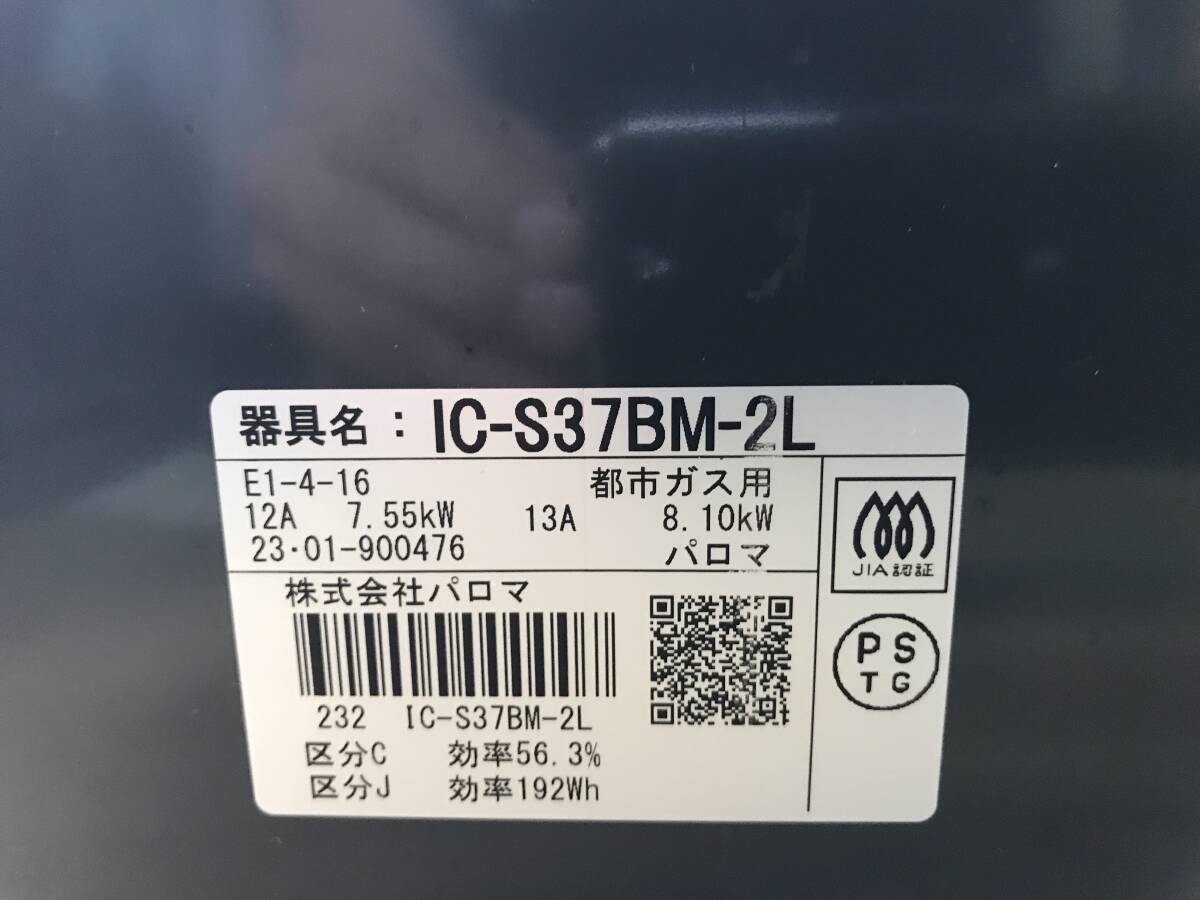 器具名 : IC-S37BM-2L
E1-4-16 都市ガス用
12A 7.55kW 13A 8.10kW
23・01-900476 パロマ
JIA認証
株式会社パロマ
PS
TG
232 IC-S37BM-2L
区分C 効率56.3%
区分J 効率192Wh